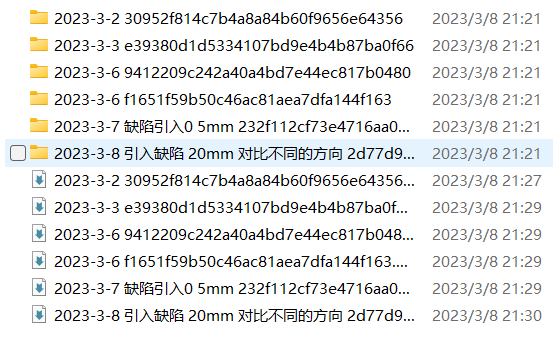 2023-3-2 30952f814c7b4a8a84b60f9656e64356 2023/3/8 21:21
2023-3-3 e39380d1d5334107bd9e4b4b87ba0f66 2023/3/8 21:21
2023-3-6 9412209c242a40a4bd7e44ec817b0480 2023/3/8 21:21
2023-3-6 f1651f59b50c46ac81aea7dfa144f163 2023/3/8 21:21
2023-3-7 缺陷引入0 5mm 232f112cf73e4716aa0... 2023/3/8 21:21
2023-3-8 引入缺陷 20mm 对比不同的方向 2d77d9... 2023/3/8 21:21
2023-3-2 30952f814c7b4a8a84b60f9656e64356... 2023/3/8 21:27
2023-3-3 e39380d1d5334107bd9e4b4b87ba0f... 2023/3/8 21:29
2023-3-6 9412209c242a40a4bd7e44ec817b048... 2023/3/8 21:29
2023-3-6 f1651f59b50c46ac81aea7dfa144f163.... 2023/3/8 21:29
2023-3-7 缺陷引入0 5mm 232f112cf73e4716aa0... 2023/3/8 21:29
2023-3-8 引入缺陷 20mm 对比不同的方向 2d77d9... 2023/3/8 21:30